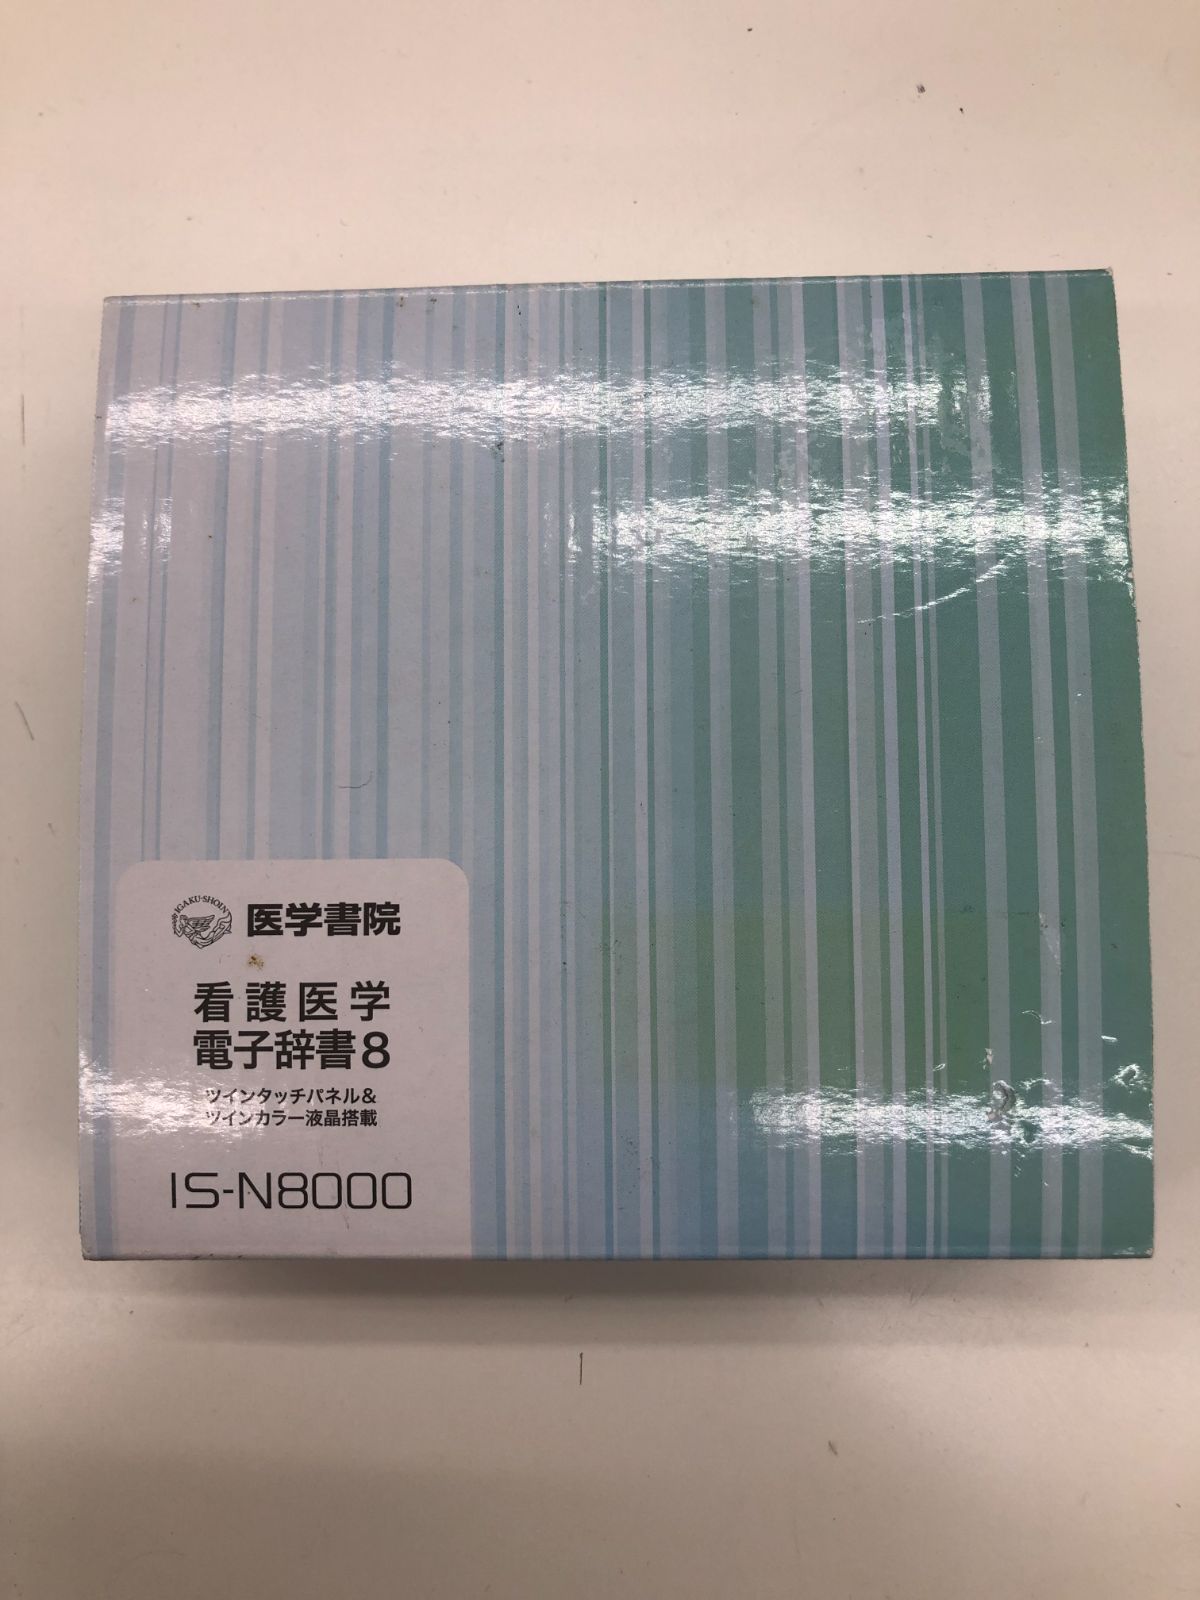 IGAKU-SHOIN
医学書院
看護医学
電子辞書8
ツインタッチパネル&
ツインカラー液晶搭載
IS-N8000